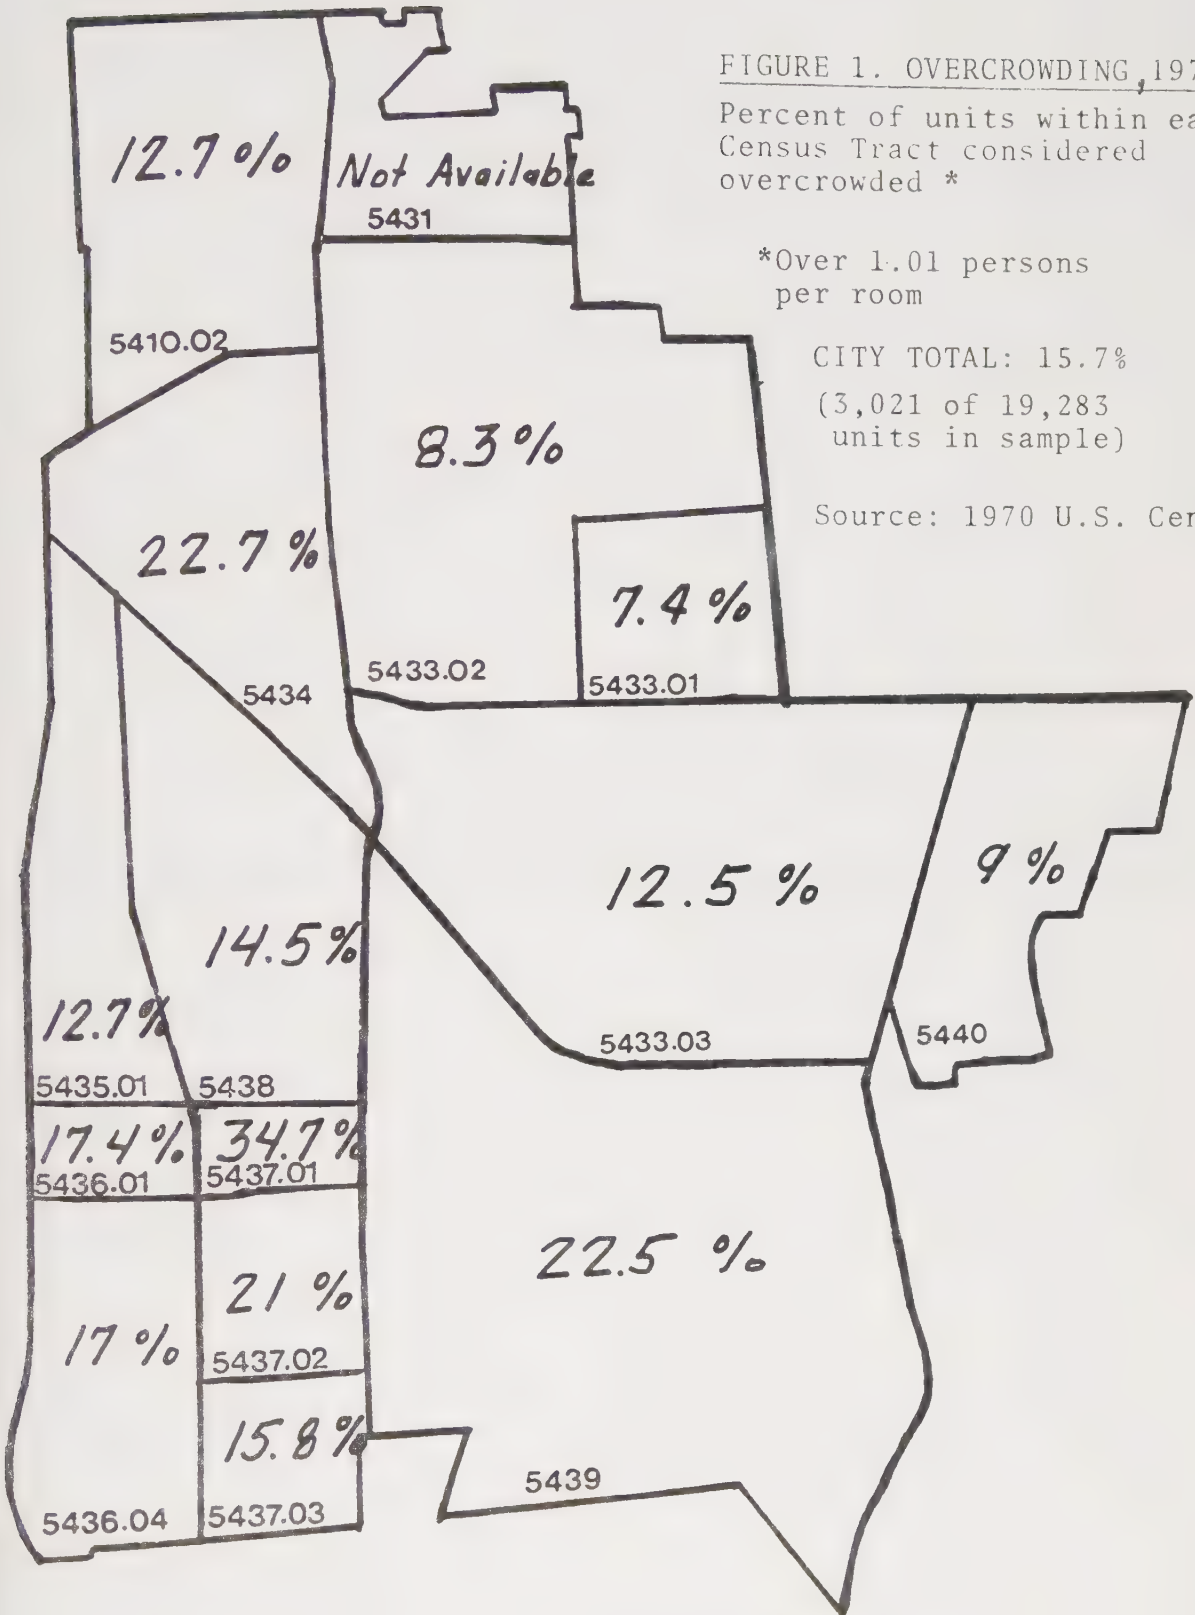 FIGURE 1. OVERCROWDING, 197
Percent of units within ea
Census Tract considered
overcrowded *
*Over 1.01 persons
per room
CITY TOTAL: 15.7%
(3,021 of 19,283
units in sample)
Source: 1970 U.S. Cen
12.7%
5410.02
Not Available
5431
8.3%
5433.02
7.4%
5433.01
22.7%
5434
12.5%
5433.03
9%
5440
14.5%
5438
12.7%
5435.01
17.4%
5436.01
34.7%
5437.01
21%
5437.02
17%
5436.04
15.8%
5437.03
22.5%
5439